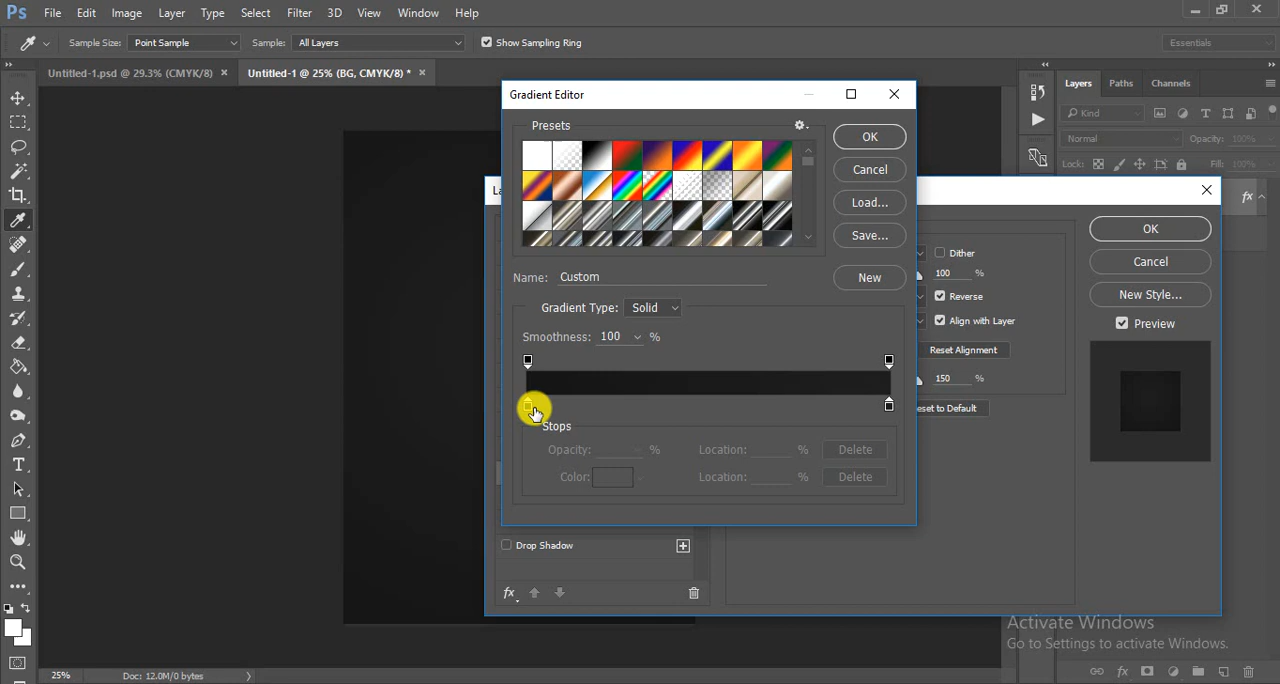 Ps File Edit Image Layer Type Select Filter 3D View Window Help
Sample Size: Point Sample Sample: All Layers Show Sampling Ring Essentials
Untitled-1.psd @ 29.3% (CMYK/8) × Untitled-1 @ 25% (BG, CMYK/8) * ×
Gradient Editor
Presets
OK
Cancel
Load...
Save...
Name: Custom
New
Gradient Type: Solid
Smoothness: 100 %
Stops
Opacity: % Location: % Delete
Color: Location: % Delete
Dither
100 %
Reverse
Align with Layer
Reset Alignment
150 %
OK
Cancel
New Style...
Preview
Drop Shadow
fx
Layers Paths Channels
Kind
Normal Opacity: 100%
Lock: Fill: 100%
fx
Activate Windows
Go to Settings to activate Windows.
25% Doc: 12.0M/0 bytes